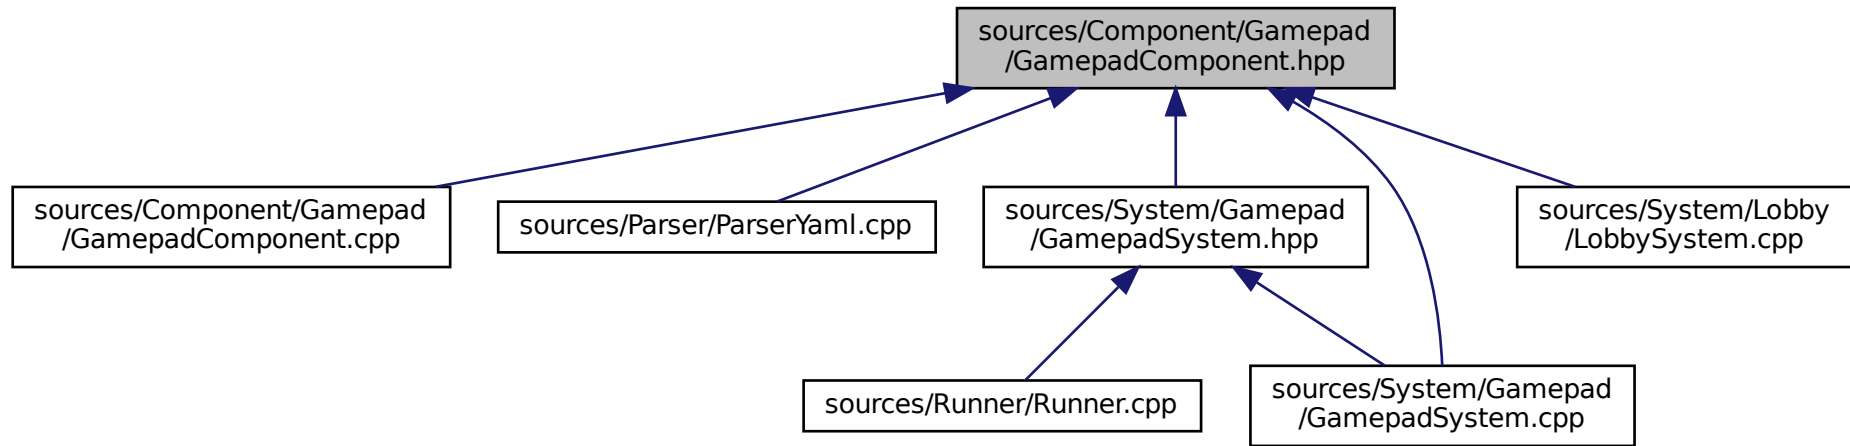 sources/Component/Gamepad
/GamepadComponent.hpp
sources/Component/Gamepad
/GamepadComponent.cpp
sources/Parser/ParserYaml.cpp
sources/System/Gamepad
/GamepadSystem.hpp
sources/System/Lobby
/LobbySystem.cpp
sources/Runner/Runner.cpp
sources/System/Gamepad
/GamepadSystem.cpp